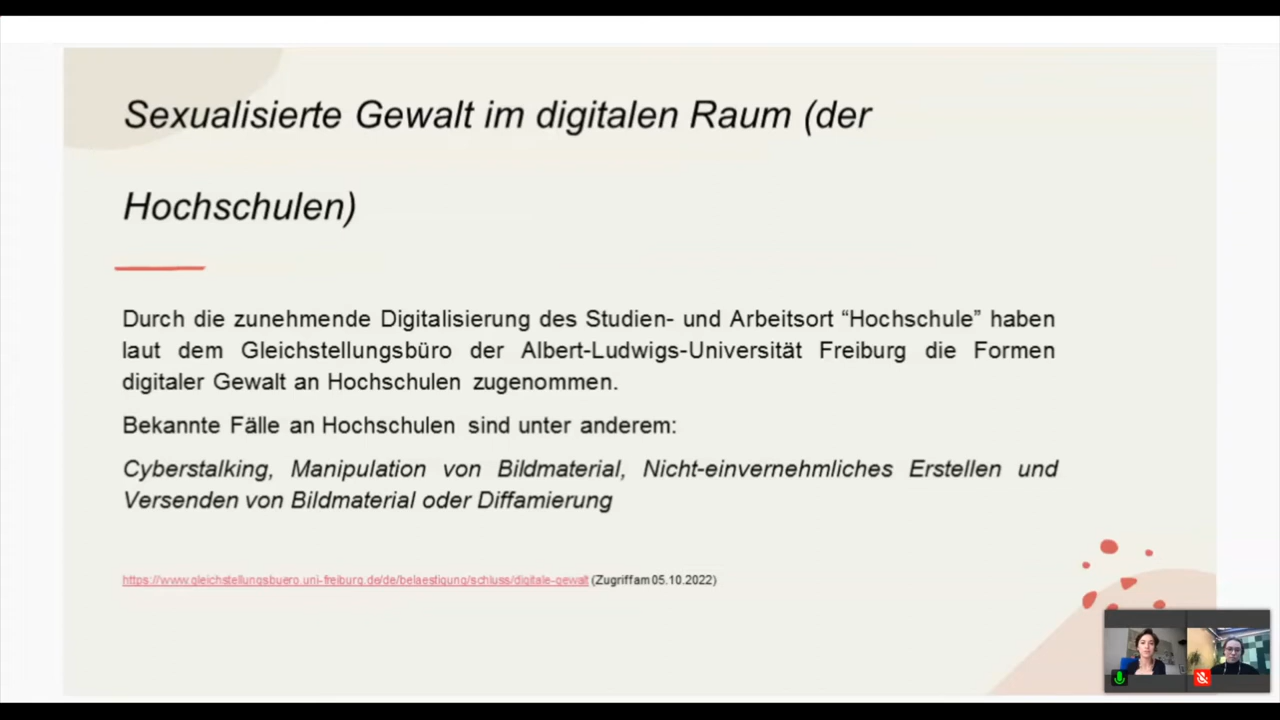 Sexualisierte Gewalt im digitalen Raum (der
Hochschulen)
Durch die zunehmende Digitalisierung des Studien- und Arbeitsort “Hochschule” haben
laut dem Gleichstellungsbüro der Albert-Ludwigs-Universität Freiburg die Formen
digitaler Gewalt an Hochschulen zugenommen.
Bekannte Fälle an Hochschulen sind unter anderem:
Cyberstalking, Manipulation von Bildmaterial, Nicht-einvernehmliches Erstellen und
Versenden von Bildmaterial oder Diffamierung
https://www.gleichstellungsbuero.uni-freiburg.de/de/belaestigung/schluss/digitale-gewalt (Zugriff am 05.10.2022)